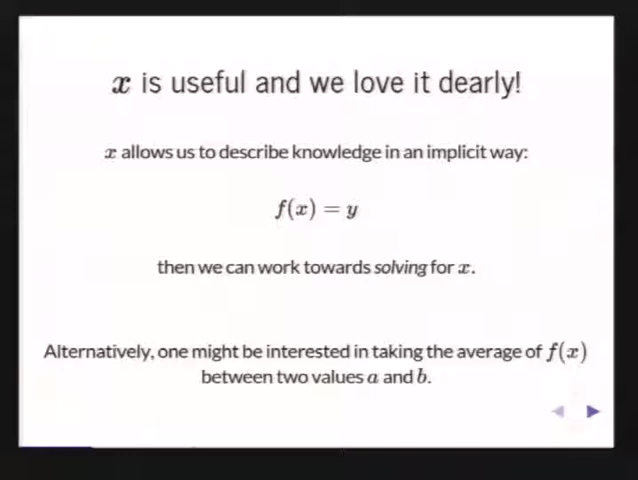 x is useful and we love it dearly!
x allows us to describe knowledge in an implicit way:
f(x) = y
then we can work towards solving for x.
Alternatively, one might be interested in taking the average of f(x)
between two values a and b.